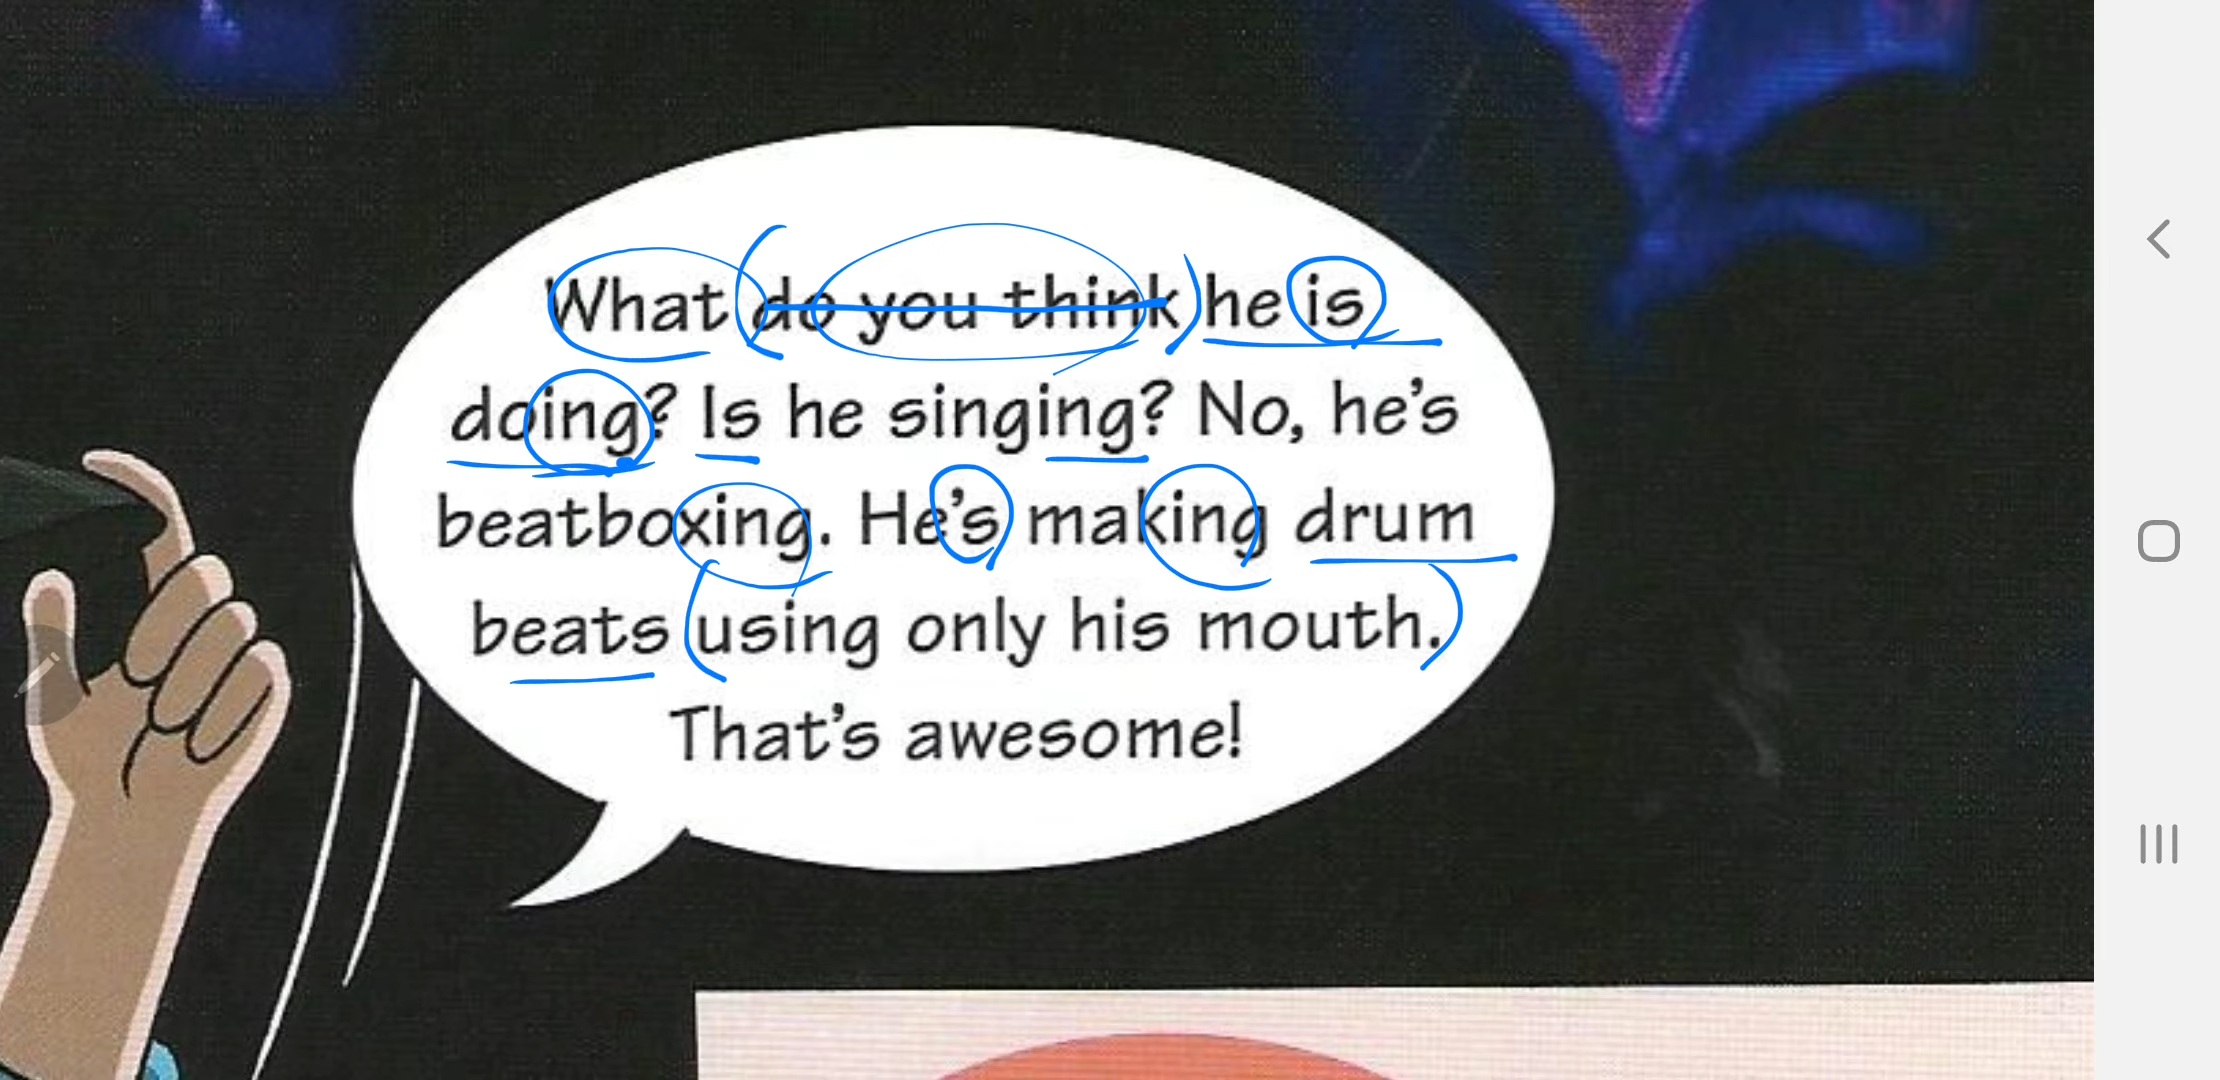 What do you think he is
doing? Is he singing? No, he's
beatboxing. He's making drum
beats using only his mouth.
That's awesome!